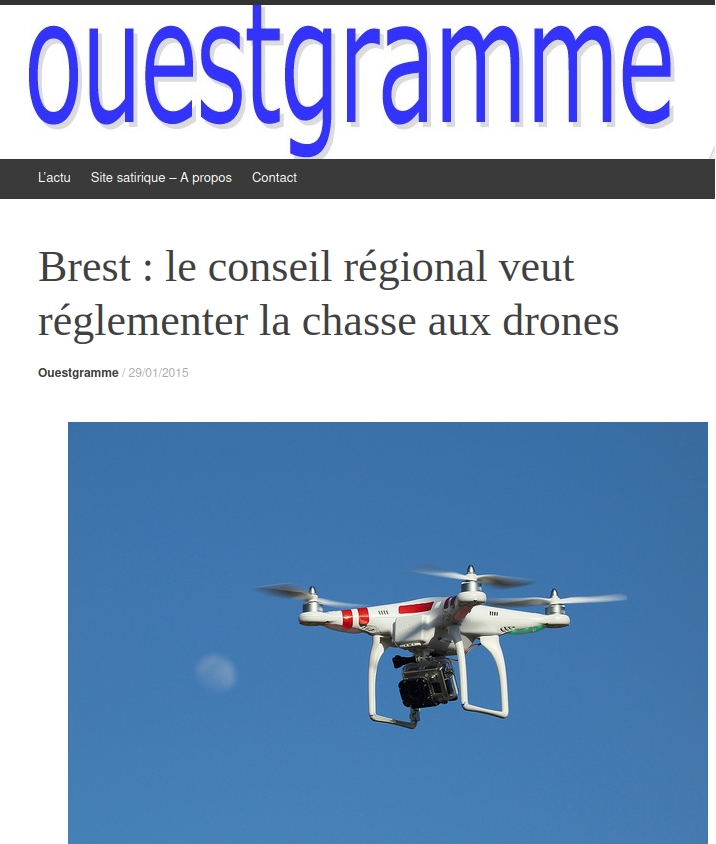 ouestgramme
L'actu Site satirique – A propos Contact
Brest : le conseil régional veut
réglementer la chasse aux drones
Ouestgramme / 29/01/2015